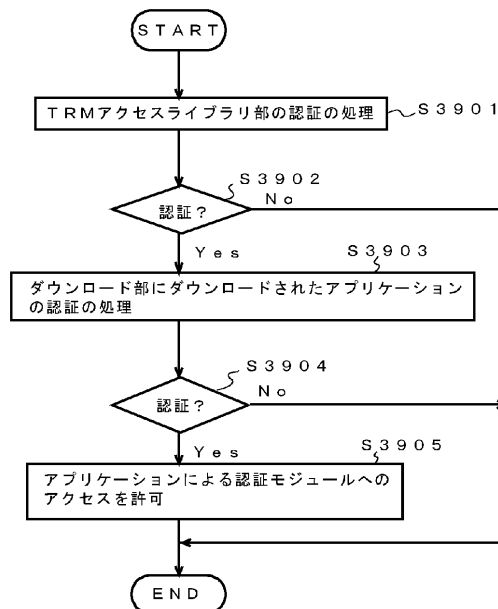 ＳＴＡＲＴ
ＴＲＭアクセスライブラリ部の認証の処理
Ｓ３９０１
Ｓ３９０２
認証？
Ｎｏ
Ｙｅｓ
Ｓ３９０３
ダウンロード部にダウンロードされたアプリケーション
の認証の処理
Ｓ３９０４
認証？
Ｎｏ
Ｙｅｓ
Ｓ３９０５
アプリケーションによる認証モジュールへの
アクセスを許可
ＥＮＤ